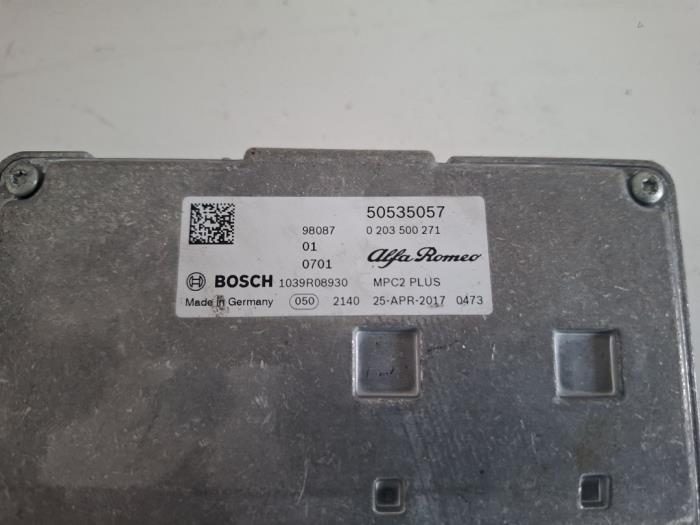 50535057
98087 0 203 500 271
01
0701 Alfa Romeo
BOSCH 1039R08930 MPC2 PLUS
Made in Germany 050 2140 25-APR-2017 0473